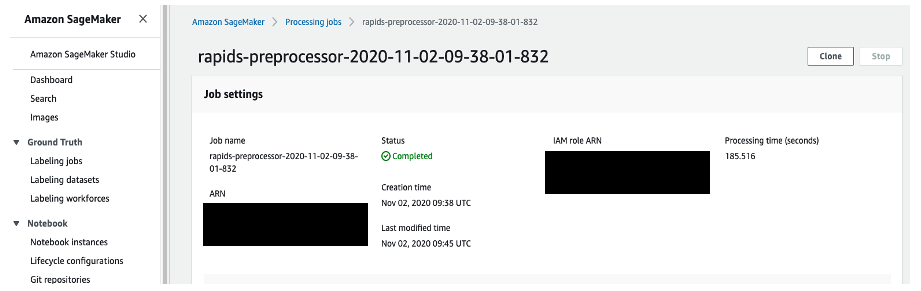 Amazon SageMaker
Amazon SageMaker Studio
Dashboard
Search
Images
Ground Truth
Labeling jobs
Labeling datasets
Labeling workforces
Notebook
Notebook instances
Lifecycle configurations
Git repositories
Amazon SageMaker > Processing jobs > rapids-preprocessor-2020-11-02-09-38-01-832
rapids-preprocessor-2020-11-02-09-38-01-832
Clone
Stop
Job settings
Job name
rapids-preprocessor-2020-11-02-09-38-
01-832
ARN
Status
Completed
Creation time
Nov 02, 2020 09:38 UTC
Last modified time
Nov 02, 2020 09:45 UTC
IAM role ARN
Processing time (seconds)
185.516